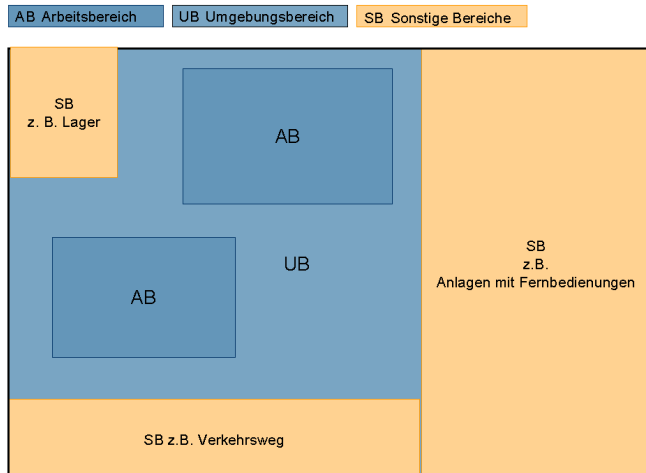 AB Arbeitsbereich
UB Umgebungsbereich
SB Sonstige Bereiche
SB
z. B. Lager
AB
AB
UB
SB
z.B.
Anlagen mit Fernbedienungen
SB z.B. Verkehrsweg